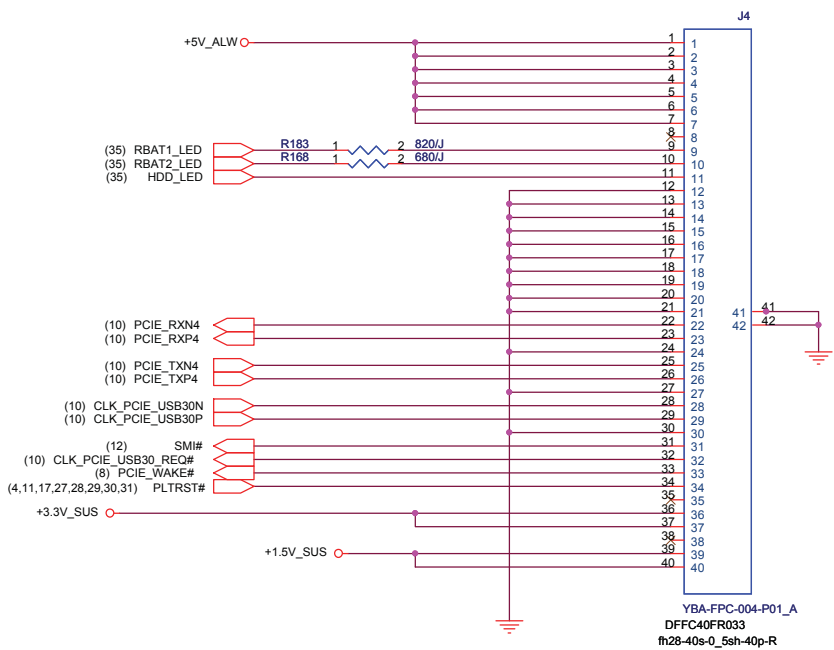 J4
+5V_ALW 1 1
2 2
3 3
4 4
5 5
6 6
7 7
8 8
(35) RBAT1_LED R183 1 2 820/J 9 9
(35) RBAT2_LED R168 1 2 680/J 10 10
(35) HDD_LED 11 11
12 12
13 13
14 14
15 15
16 16
17 17
18 18
19 19
20 20
21 21 41 41
(10) PCIE_RXN4 22 22 42 42
(10) PCIE_RXP4 23 23
24 24
(10) PCIE_TXN4 25 25
(10) PCIE_TXP4 26 26
27 27
(10) CLK_PCIE_USB30N 28 28
(10) CLK_PCIE_USB30P 29 29
30 30
(12) SMI# 31 31
(10) CLK_PCIE_USB30_REQ# 32 32
(8) PCIE_WAKE# 33 33
(4,11,17,27,28,29,30,31) PLTRST# 34 34
35 35
+3.3V_SUS 36 36
37 37
38 38
+1.5V_SUS 39 39
40 40
YBA-FPC-004-P01_A
DFFC40FR033
fh28-40s-0_5sh-40p-R